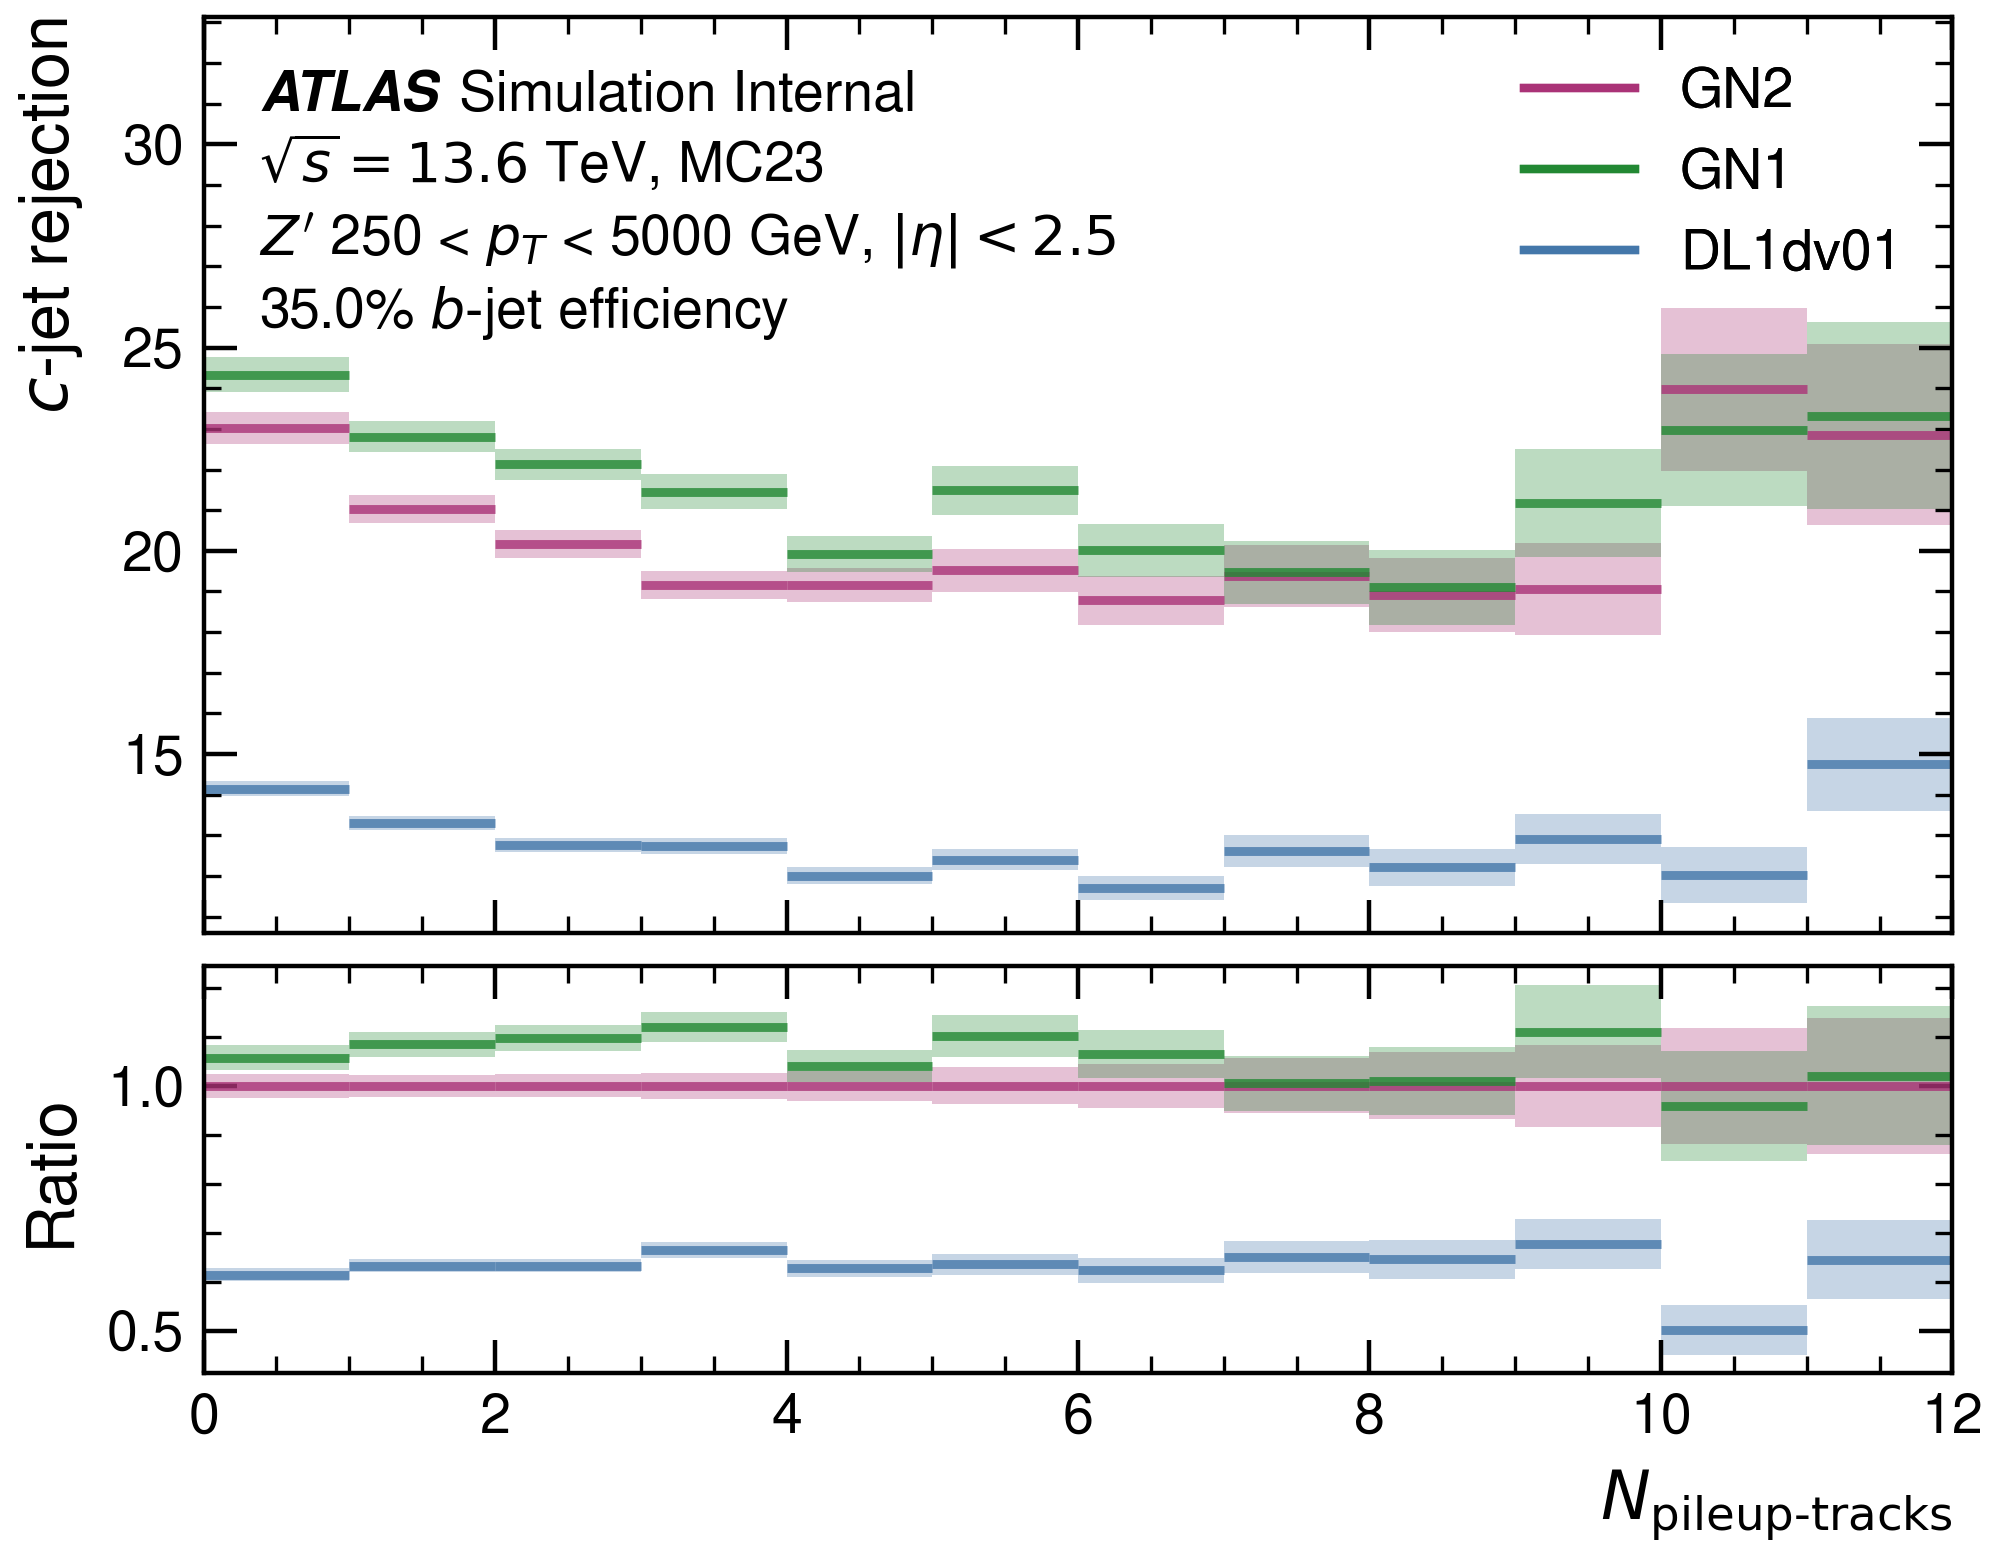 c-jet rejection
ATLAS Simulation Internal
√s = 13.6 TeV, MC23
Z′ 250 < p_T < 5000 GeV, |η| < 2.5
35.0% b-jet efficiency
GN2
GN1
DL1dv01
30
25
20
15
Ratio
1.0
0.5
0 2 4 6 8 10 12
N_pileup-tracks